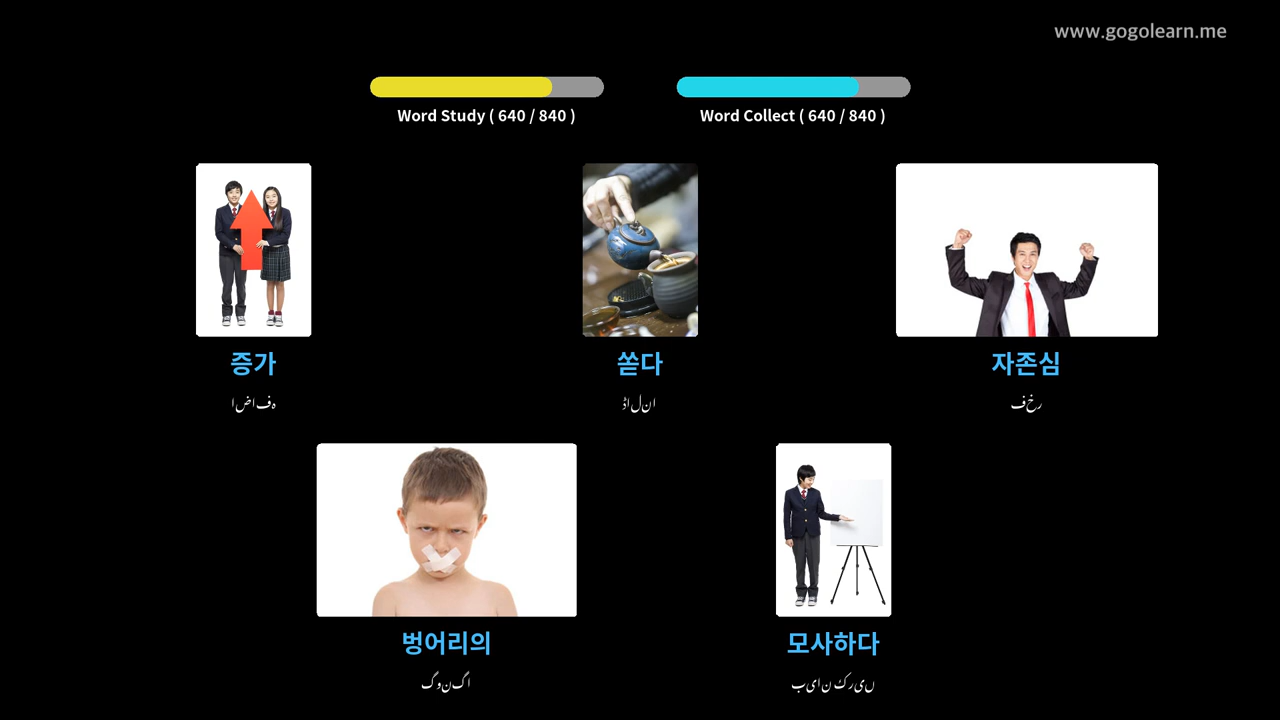 www.gogolearn.me
Word Study ( 640 / 840 )
Word Collect ( 640 / 840 )
증가
اضافہ
쏟다
ڈالنا
자존심
فخر
벙어리의
گونگا
모사하다
بیان کریں